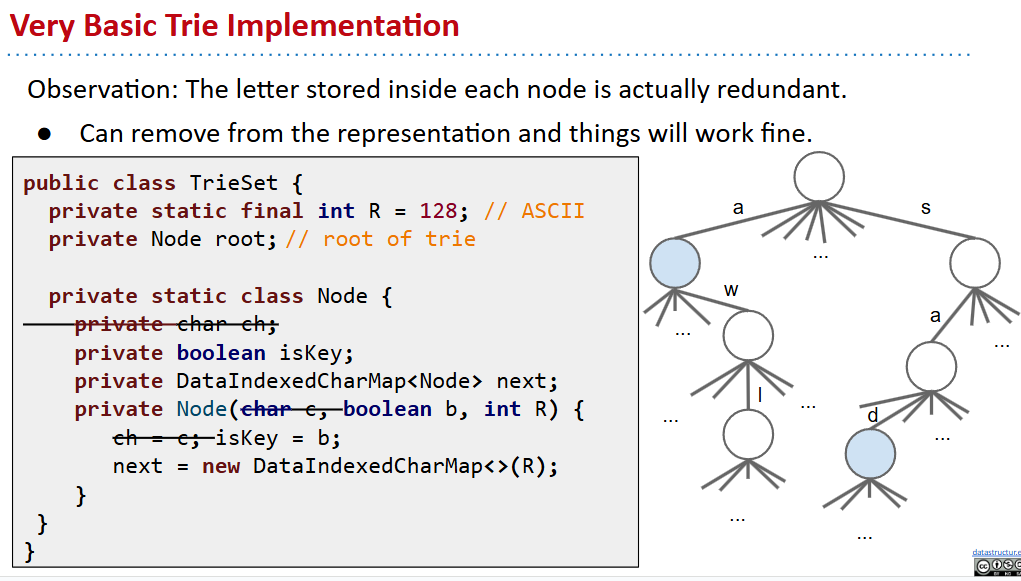 Very Basic Trie Implementation
Observation: The letter stored inside each node is actually redundant.
● Can remove from the representation and things will work fine.
public class TrieSet {
private static final int R = 128; // ASCII
private Node root; // root of trie
private static class Node {
private char ch;
private boolean isKey;
private DataIndexedCharMap<Node> next;
private Node(char c, boolean b, int R) {
ch = c; isKey = b;
next = new DataIndexedCharMap<>(R);
}
}
}
a
s
...
w
...
a
...
l
...
...
d
...
...
...
datastructur.e